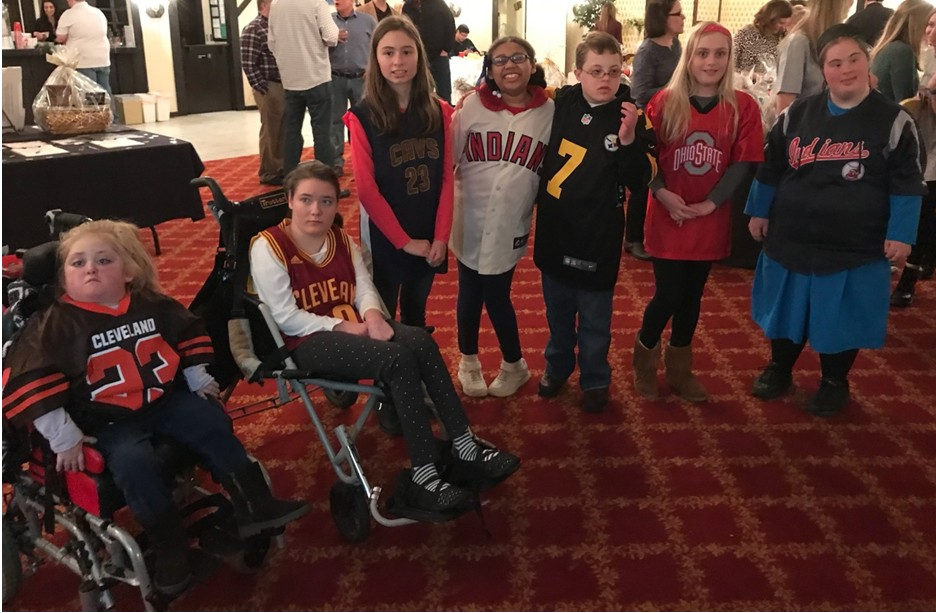 CLEVELAND
23
CLEVELAN
CAVS
23
INDIANS
7
OHIO STATE
Indians